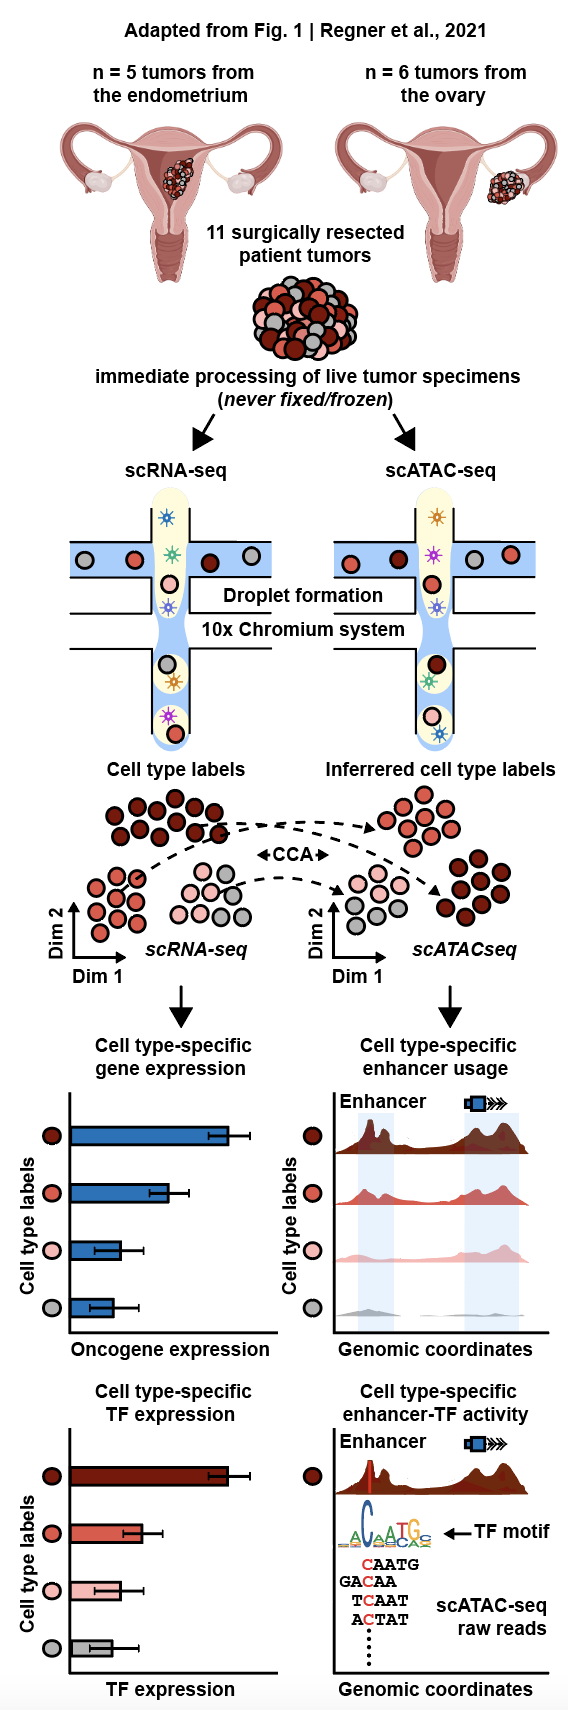 Adapted from Fig. 1 | Regner et al., 2021
n = 5 tumors from
the endometrium
n = 6 tumors from
the ovary
11 surgically resected
patient tumors
immediate processing of live tumor specimens
(never fixed/frozen)
scRNA-seq
scATAC-seq
Droplet formation
10x Chromium system
Cell type labels
Inferrered cell type labels
CCA
Dim 2
Dim 1
scRNA-seq
Dim 2
Dim 1
scATACseq
Cell type-specific
gene expression
Cell type labels
Oncogene expression
Cell type-specific
enhancer usage
Enhancer
Cell type labels
Genomic coordinates
Cell type-specific
TF expression
Cell type labels
TF expression
Cell type-specific
enhancer-TF activity
Enhancer
TF motif
CAATG
GACAA
TCAAT
ACTAT
scATAC-seq
raw reads
Genomic coordinates